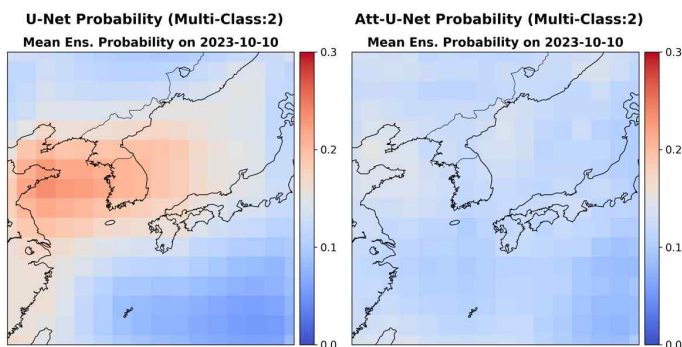 U-Net Probability (Multi-Class:2)
Mean Ens. Probability on 2023-10-10
0.3
0.2
0.1
0.0
Att-U-Net Probability (Multi-Class:2)
Mean Ens. Probability on 2023-10-10
0.3
0.2
0.1
0.0